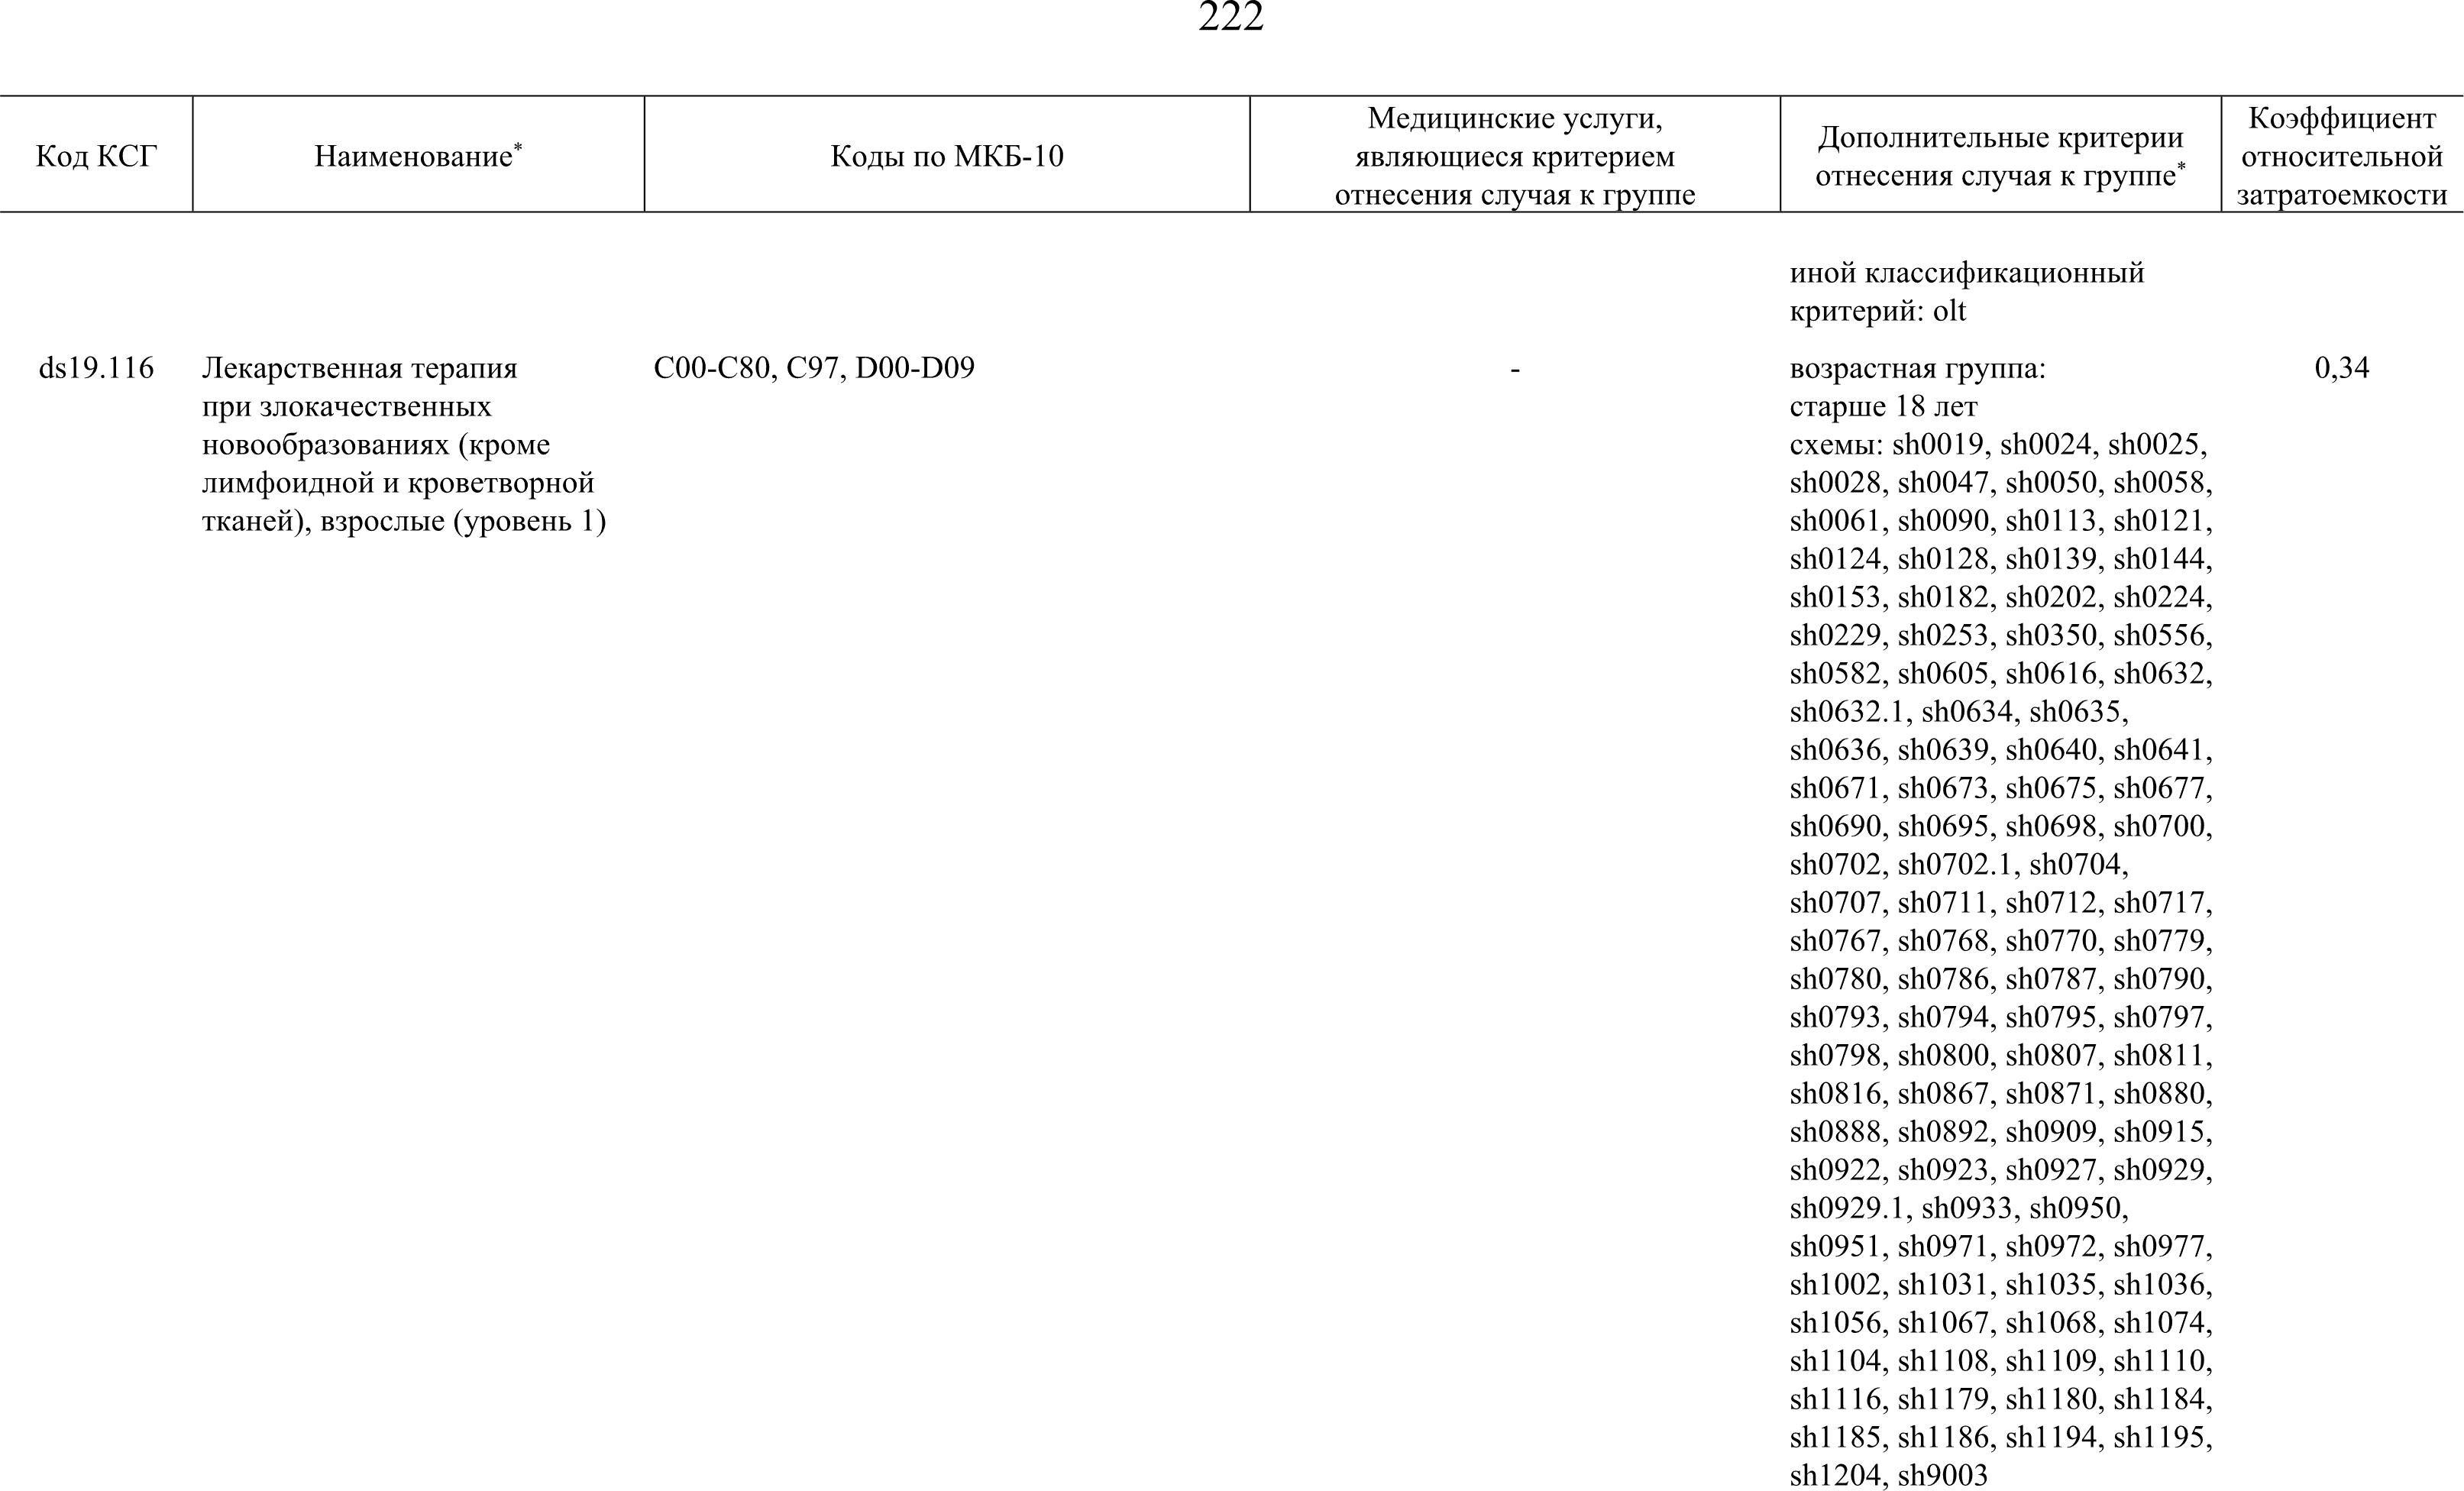 222
Код КСГ
Наименование*
Коды по МКБ-10
Медицинские услуги,
являющиеся критерием
отнесения случая к группе
Дополнительные критерии
отнесения случая к группе*
Коэффициент
относительной
затратоемкости
иной классификационный
критерий: olt
ds19.116
Лекарственная терапия
при злокачественных
новообразованиях (кроме
лимфоидной и кроветворной
тканей), взрослые (уровень 1)
C00-C80, C97, D00-D09
-
возрастная группа:
старше 18 лет
схемы: sh0019, sh0024, sh0025,
sh0028, sh0047, sh0050, sh0058,
sh0061, sh0090, sh0113, sh0121,
sh0124, sh0128, sh0139, sh0144,
sh0153, sh0182, sh0202, sh0224,
sh0229, sh0253, sh0350, sh0556,
sh0582, sh0605, sh0616, sh0632,
sh0632.1, sh0634, sh0635,
sh0636, sh0639, sh0640, sh0641,
sh0671, sh0673, sh0675, sh0677,
sh0690, sh0695, sh0698, sh0700,
sh0702, sh0702.1, sh0704,
sh0707, sh0711, sh0712, sh0717,
sh0767, sh0768, sh0770, sh0779,
sh0780, sh0786, sh0787, sh0790,
sh0793, sh0794, sh0795, sh0797,
sh0798, sh0800, sh0807, sh0811,
sh0816, sh0867, sh0871, sh0880,
sh0888, sh0892, sh0909, sh0915,
sh0922, sh0923, sh0927, sh0929,
sh0929.1, sh0933, sh0950,
sh0951, sh0971, sh0972, sh0977,
sh1002, sh1031, sh1035, sh1036,
sh1056, sh1067, sh1068, sh1074,
sh1104, sh1108, sh1109, sh1110,
sh1116, sh1179, sh1180, sh1184,
sh1185, sh1186, sh1194, sh1195,
sh1204, sh9003
0,34